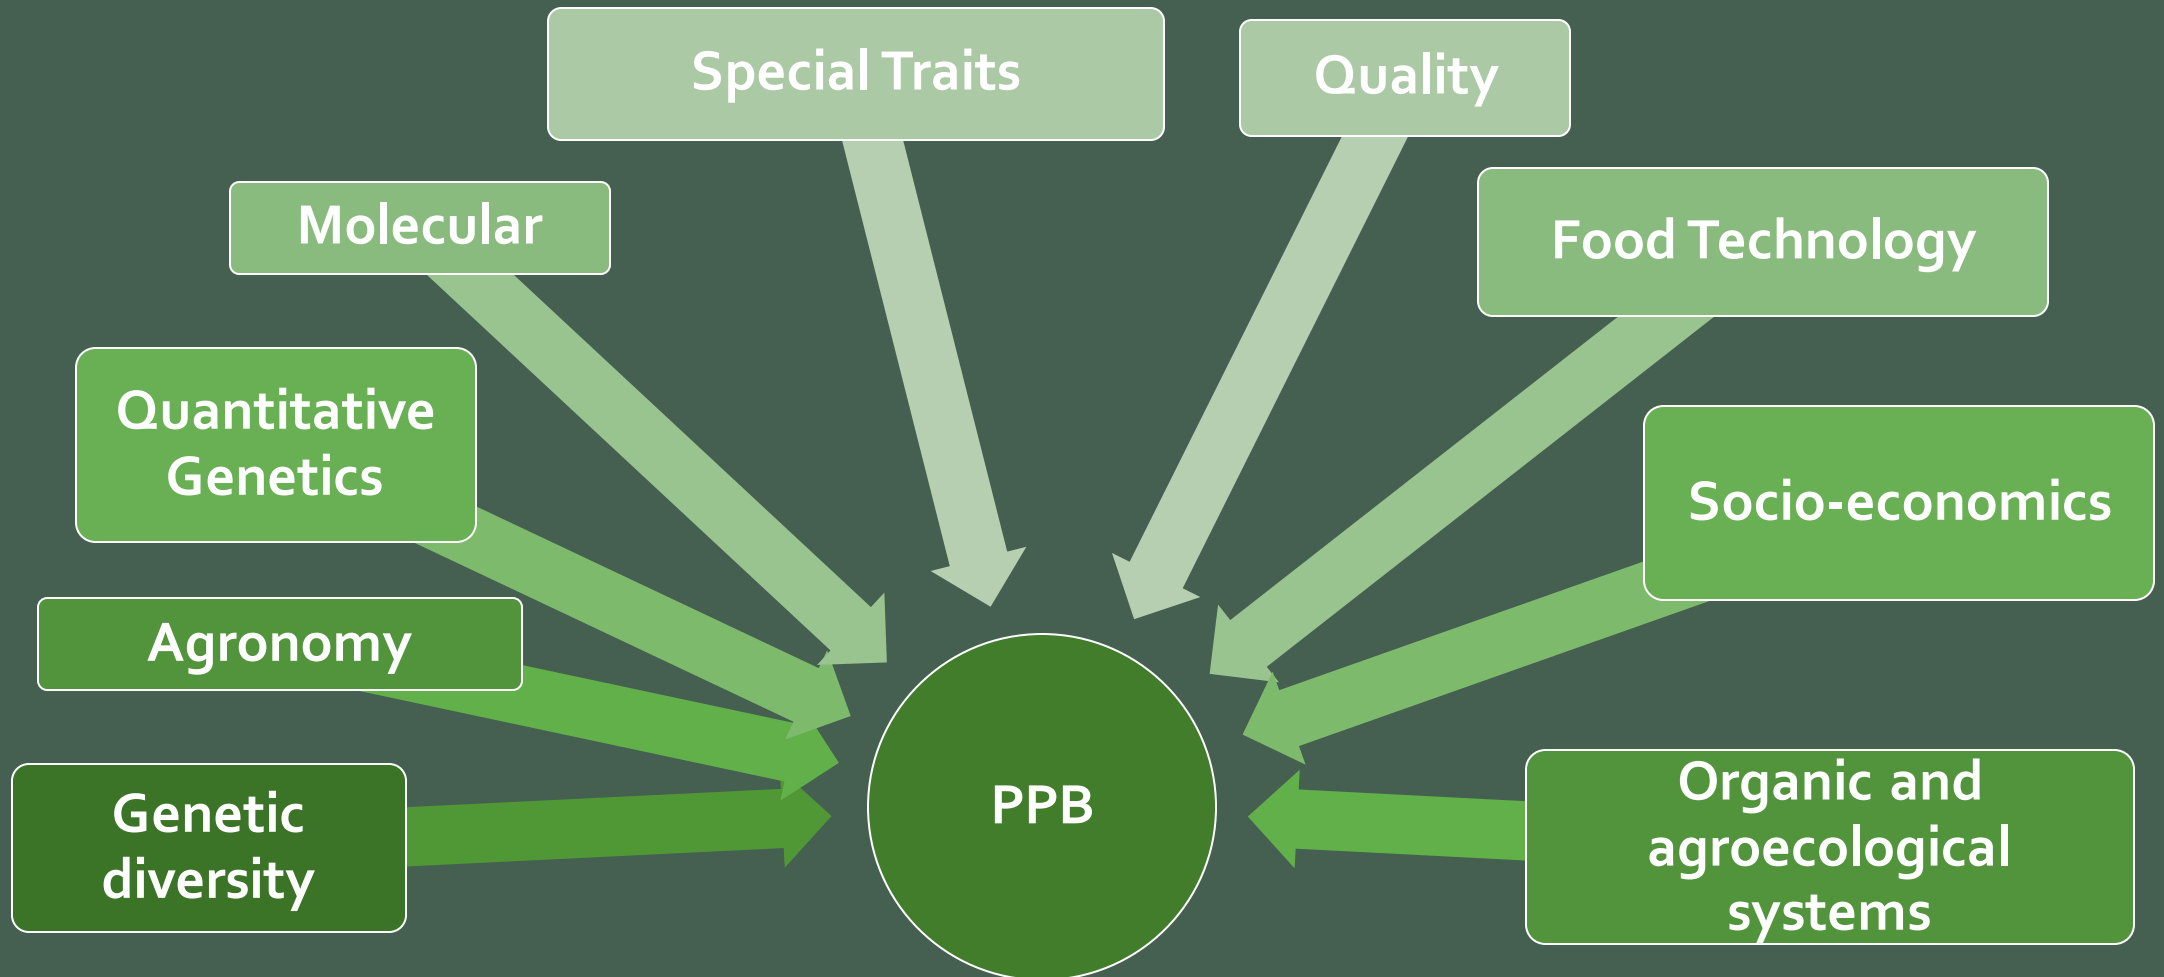 Special Traits
Quality
Molecular
Food Technology
Quantitative
Genetics
Socio-economics
Agronomy
Genetic
diversity
PPB
Organic and
agroecological
systems